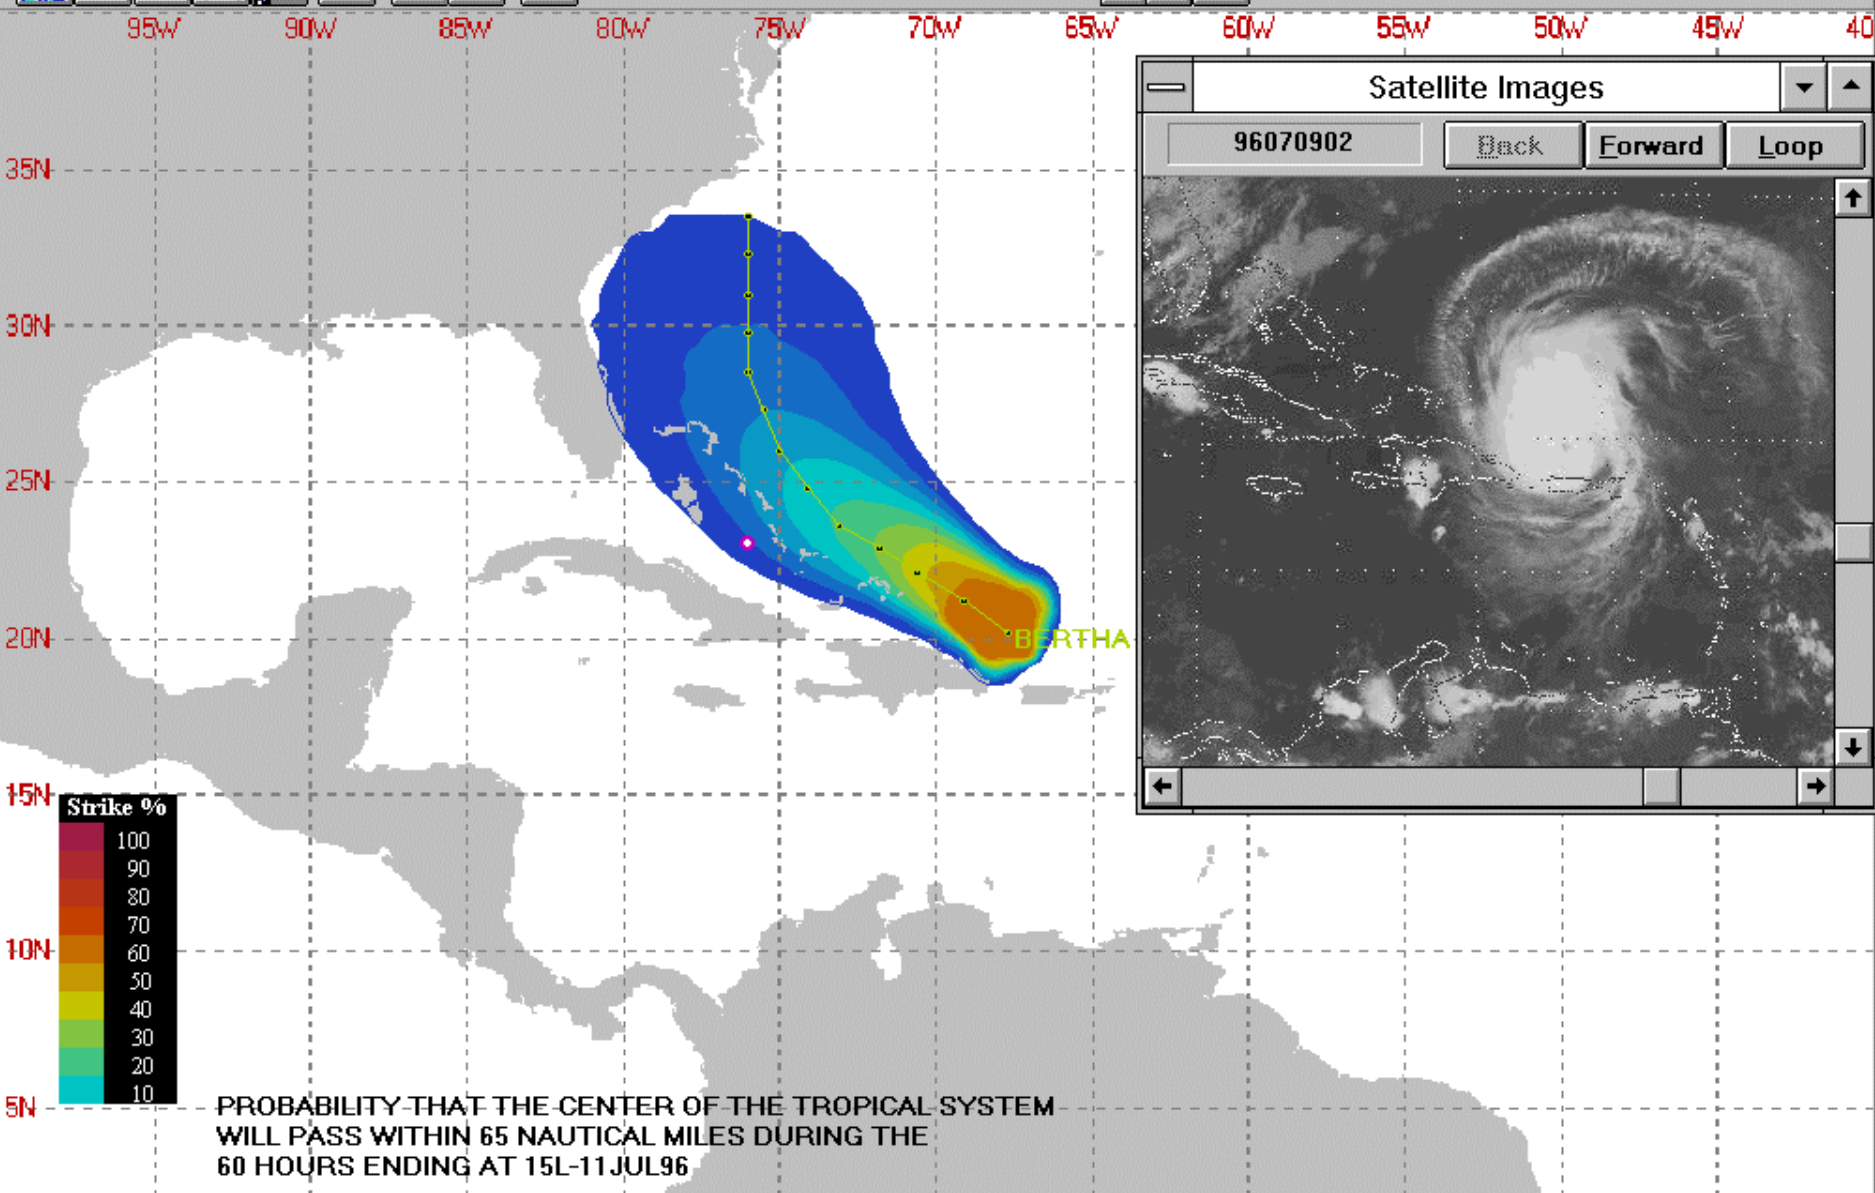 95W 90W 85W 80W 75W 70W 65W 60W 55W 50W 45W 40
Satellite Images
96070902 Back Forward Loop
35N
30N
25N
20N
BERTHA
15N
10N
5N
Strike %
100
90
80
70
60
50
40
30
20
10
PROBABILITY THAT THE CENTER OF THE TROPICAL SYSTEM
WILL PASS WITHIN 65 NAUTICAL MILES DURING THE
60 HOURS ENDING AT 15L-11JUL96